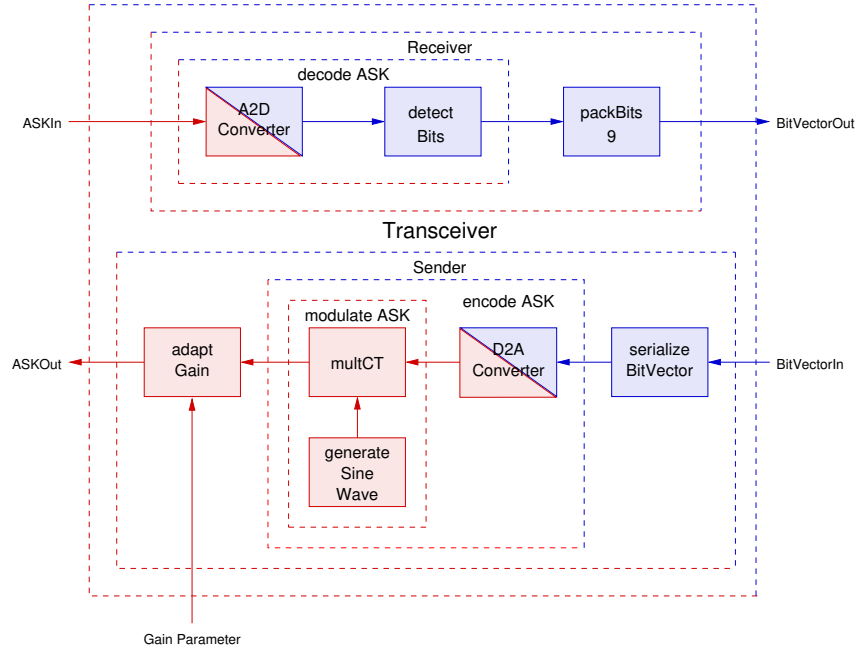 Receiver
decode ASK
ASKIn
A2D
Converter
detect
Bits
packBits
9
BitVectorOut
Transceiver
Sender
encode ASK
modulate ASK
ASKOut
adapt
Gain
multCT
D2A
Converter
serialize
BitVector
BitVectorIn
generate
Sine
Wave
Gain Parameter